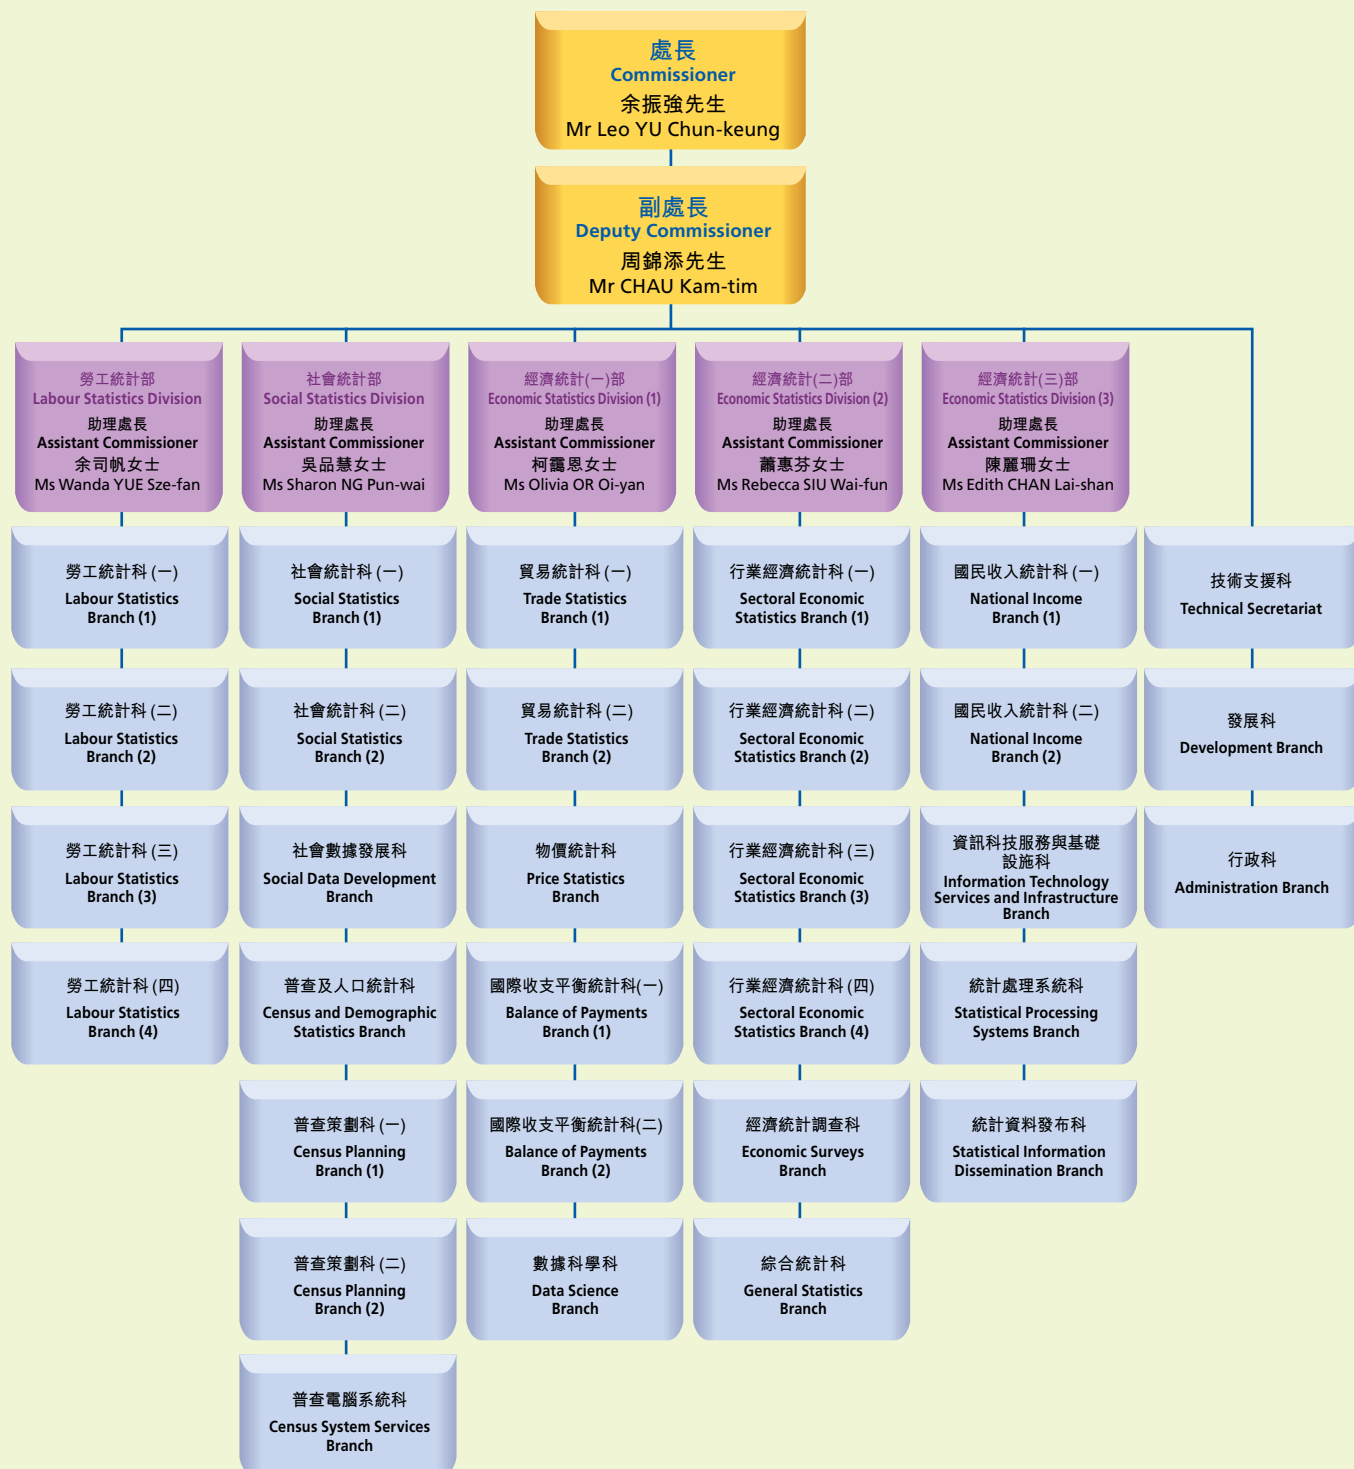 處長
Commissioner
余振強先生
Mr Leo YU Chun-keung
副處長
Deputy Commissioner
周錦添先生
Mr CHAU Kam-tim
勞工統計部
Labour Statistics Division
助理處長
Assistant Commissioner
余司帆女士
Ms Wanda YUE Sze-fan
社會統計部
Social Statistics Division
助理處長
Assistant Commissioner
吳品慧女士
Ms Sharon NG Pun-wai
經濟統計(一)部
Economic Statistics Division (1)
助理處長
Assistant Commissioner
柯靄恩女士
Ms Olivia OR Oi-yan
經濟統計(二)部
Economic Statistics Division (2)
助理處長
Assistant Commissioner
蕭惠芬女士
Ms Rebecca SIU Wai-fun
經濟統計(三)部
Economic Statistics Division (3)
助理處長
Assistant Commissioner
陳麗珊女士
Ms Edith CHAN Lai-shan
勞工統計科 (一)
Labour Statistics
Branch (1)
社會統計科 (一)
Social Statistics
Branch (1)
貿易統計科 (一)
Trade Statistics
Branch (1)
行業經濟統計科 (一)
Sectoral Economic
Statistics Branch (1)
國民收入統計科 (一)
National Income
Branch (1)
技術支援科
Technical Secretariat
勞工統計科 (二)
Labour Statistics
Branch (2)
社會統計科 (二)
Social Statistics
Branch (2)
貿易統計科 (二)
Trade Statistics
Branch (2)
行業經濟統計科 (二)
Sectoral Economic
Statistics Branch (2)
國民收入統計科 (二)
National Income
Branch (2)
發展科
Development Branch
勞工統計科 (三)
Labour Statistics
Branch (3)
社會數據發展科
Social Data Development
Branch
物價統計科
Price Statistics
Branch
行業經濟統計科 (三)
Sectoral Economic
Statistics Branch (3)
資訊科技服務與基礎
設施科
Information Technology
Services and Infrastructure
Branch
行政科
Administration Branch
勞工統計科 (四)
Labour Statistics
Branch (4)
普查及人口統計科
Census and Demographic
Statistics Branch
國際收支平衡統計科(一)
Balance of Payments
Branch (1)
行業經濟統計科 (四)
Sectoral Economic
Statistics Branch (4)
統計處理系統科
Statistical Processing
Systems Branch
普查策劃科 (一)
Census Planning
Branch (1)
國際收支平衡統計科(二)
Balance of Payments
Branch (2)
經濟統計調查科
Economic Surveys
Branch
統計資料發布科
Statistical Information
Dissemination Branch
普查策劃科 (二)
Census Planning
Branch (2)
數據科學科
Data Science
Branch
綜合統計科
General Statistics
Branch
普查電腦系統科
Census System Services
Branch